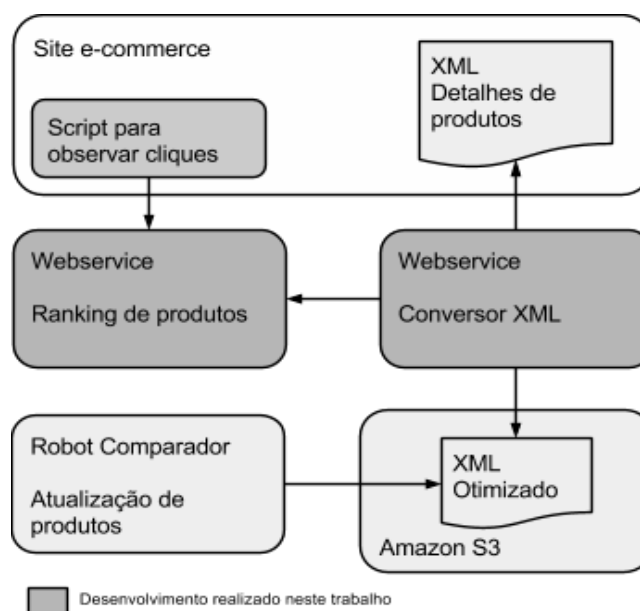 Site e-commerce
XML
Detalhes de
produtos
Script para
observar cliques
Webservice
Ranking de produtos
Webservice
Conversor XML
Robot Comparador
Atualização de
produtos
XML
Otimizado
Amazon S3
Desenvolvimento realizado neste trabalho